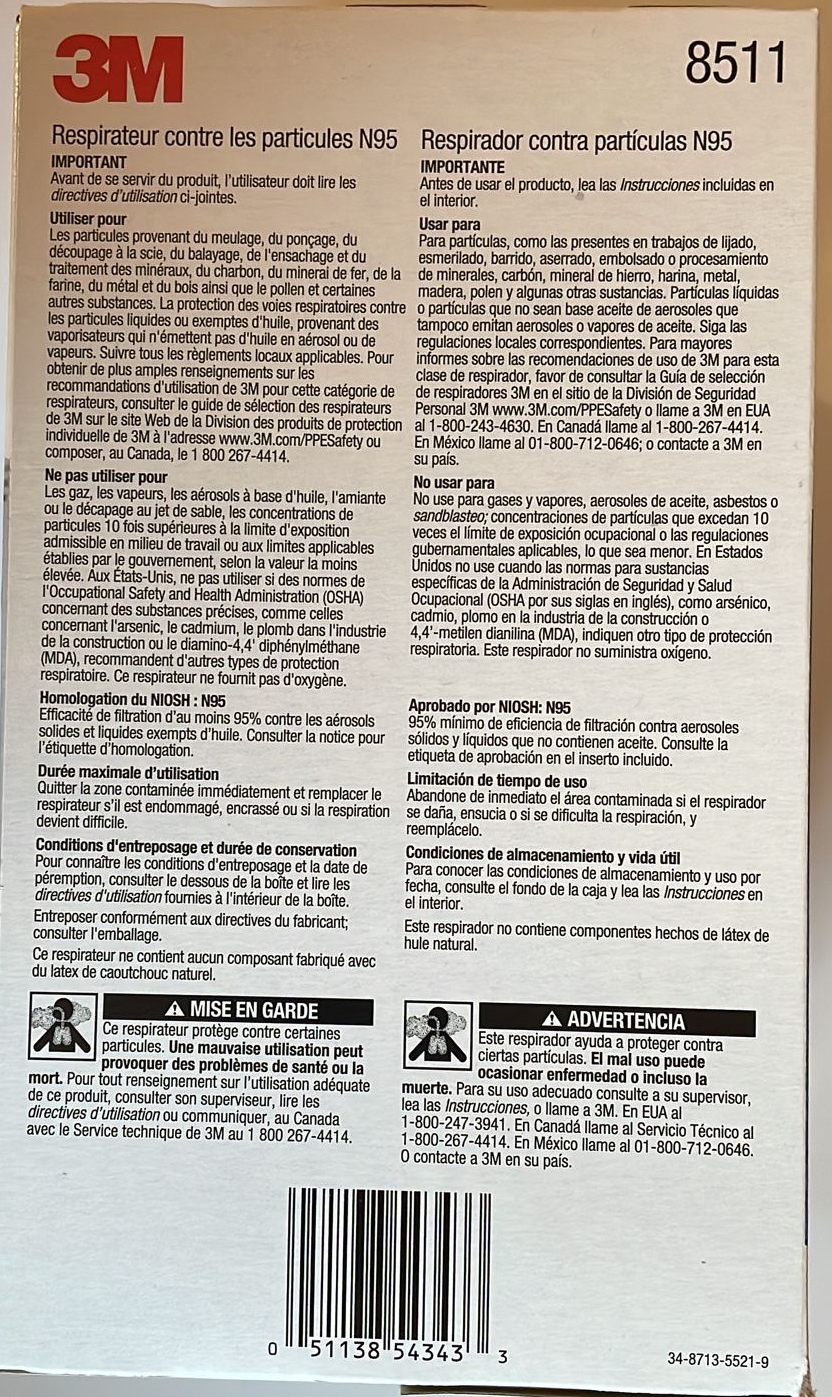 3M
8511
Respirateur contre les particules N95
IMPORTANT
Avant de se servir du produit, l'utilisateur doit lire les
directives d'utilisation ci-jointes.
Utiliser pour
Les particules provenant du meulage, du ponçage, du
découpage à la scie, du balayage, de l'ensachage et du
traitement des minéraux, du charbon, du minerai de fer, de la
farine, du métal et du bois ainsi que le pollen et certaines
autres substances. La protection des voies respiratoires contre
les particules liquides ou exemptes d'huile, provenant des
vaporisateurs qui n'émettent pas d'huile en aérosol ou de
vapeurs. Suivre tous les règlements locaux applicables. Pour
obtenir de plus amples renseignements sur les
recommandations d'utilisation de 3M pour cette catégorie de
respirateurs, consulter le guide de sélection des respirateurs
de 3M sur le site Web de la Division des produits de protection
individuelle de 3M à l'adresse www.3M.com/PPESafety ou
composer, au Canada, le 1 800 267-4414.
Ne pas utiliser pour
Les gaz, les vapeurs, les aérosols à base d'huile, l'amiante
ou le décapage au jet de sable, les concentrations de
particules 10 fois supérieures à la limite d'exposition
admissible en milieu de travail ou aux limites applicables
établies par le gouvernement, selon la valeur la moins
élevée. Aux États-Unis, ne pas utiliser si des normes de
l'Occupational Safety and Health Administration (OSHA)
concernant des substances précises, comme celles
concernant l'arsenic, le cadmium, le plomb dans l'industrie
de la construction ou le diamino-4,4' diphénylméthane
(MDA), recommandent d'autres types de protection
respiratoire. Ce respirateur ne fournit pas d'oxygène.
Homologation du NIOSH : N95
Efficacité de filtration d'au moins 95% contre les aérosols
solides et liquides exempts d'huile. Consulter la notice pour
l'étiquette d'homologation.
Durée maximale d'utilisation
Quitter la zone contaminée immédiatement et remplacer le
respirateur s'il est endommagé, encrassé ou si la respiration
devient difficile.
Conditions d'entreposage et durée de conservation
Pour connaître les conditions d'entreposage et la date de
péremption, consulter le dessous de la boîte et lire les
directives d'utilisation fournies à l'intérieur de la boîte.
Entreposer conformément aux directives du fabricant;
consulter l'emballage.
Ce respirateur ne contient aucun composant fabriqué avec
du latex de caoutchouc naturel.
⚠ MISE EN GARDE
Ce respirateur protège contre certaines
particules. Une mauvaise utilisation peut
provoquer des problèmes de santé ou la
mort. Pour tout renseignement sur l'utilisation adéquate
de ce produit, consulter son superviseur, lire les
directives d'utilisation ou communiquer, au Canada
avec le Service technique de 3M au 1 800 267-4414.
Respirador contra partículas N95
IMPORTANTE
Antes de usar el producto, lea las Instrucciones incluidas en
el interior.
Usar para
Para partículas, como las presentes en trabajos de lijado,
esmerilado, barrido, aserrado, embolsado o procesamiento
de minerales, carbón, mineral de hierro, harina, metal,
madera, polen y algunas otras sustancias. Partículas líquidas
o partículas que no sean base aceite de aerosoles que
tampoco emitan aerosoles o vapores de aceite. Siga las
regulaciones locales correspondientes. Para mayores
informes sobre las recomendaciones de uso de 3M para esta
clase de respirador, favor de consultar la Guía de selección
de respiradores 3M en el sitio de la División de Seguridad
Personal 3M www.3M.com/PPESafety o llame a 3M en EUA
al 1-800-243-4630. En Canadá llame al 1-800-267-4414.
En México llame al 01-800-712-0646; o contacte a 3M en
su país.
No usar para
No use para gases y vapores, aerosoles de aceite, asbestos o
sandblasteo; concentraciones de partículas que excedan 10
veces el límite de exposición ocupacional o las regulaciones
gubernamentales aplicables, lo que sea menor. En Estados
Unidos no use cuando las normas para sustancias
específicas de la Administración de Seguridad y Salud
Ocupacional (OSHA por sus siglas en inglés), como arsénico,
cadmio, plomo en la industria de la construcción o
4,4'-metilen dianilina (MDA), indiquen otro tipo de protección
respiratoria. Este respirador no suministra oxígeno.
Aprobado por NIOSH: N95
95% mínimo de eficiencia de filtración contra aerosoles
sólidos y líquidos que no contienen aceite. Consulte la
etiqueta de aprobación en el inserto incluido.
Limitación de tiempo de uso
Abandone de inmediato el área contaminada si el respirador
se daña, ensucia o si se dificulta la respiración, y
reemplácelo.
Condiciones de almacenamiento y vida útil
Para conocer las condiciones de almacenamiento y uso por
fecha, consulte el fondo de la caja y lea las Instrucciones en
el interior.
Este respirador no contiene componentes hechos de látex de
hule natural.
⚠ ADVERTENCIA
Este respirador ayuda a proteger contra
ciertas partículas. El mal uso puede
ocasionar enfermedad o incluso la
muerte. Para su uso adecuado consulte a su supervisor,
lea las Instrucciones, o llame a 3M. En EUA al
1-800-247-3941. En Canadá llame al Servicio Técnico al
1-800-267-4414. En México llame al 01-800-712-0646.
O contacte a 3M en su país.
0 51138 54343 3
34-8713-5521-9